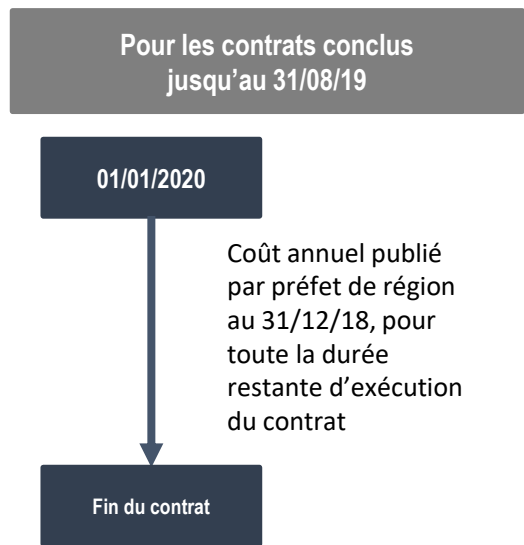 Pour les contrats conclus
jusqu’au 31/08/19
01/01/2020
Coût annuel publié
par préfet de région
au 31/12/18, pour
toute la durée
restante d’exécution
du contrat
Fin du contrat